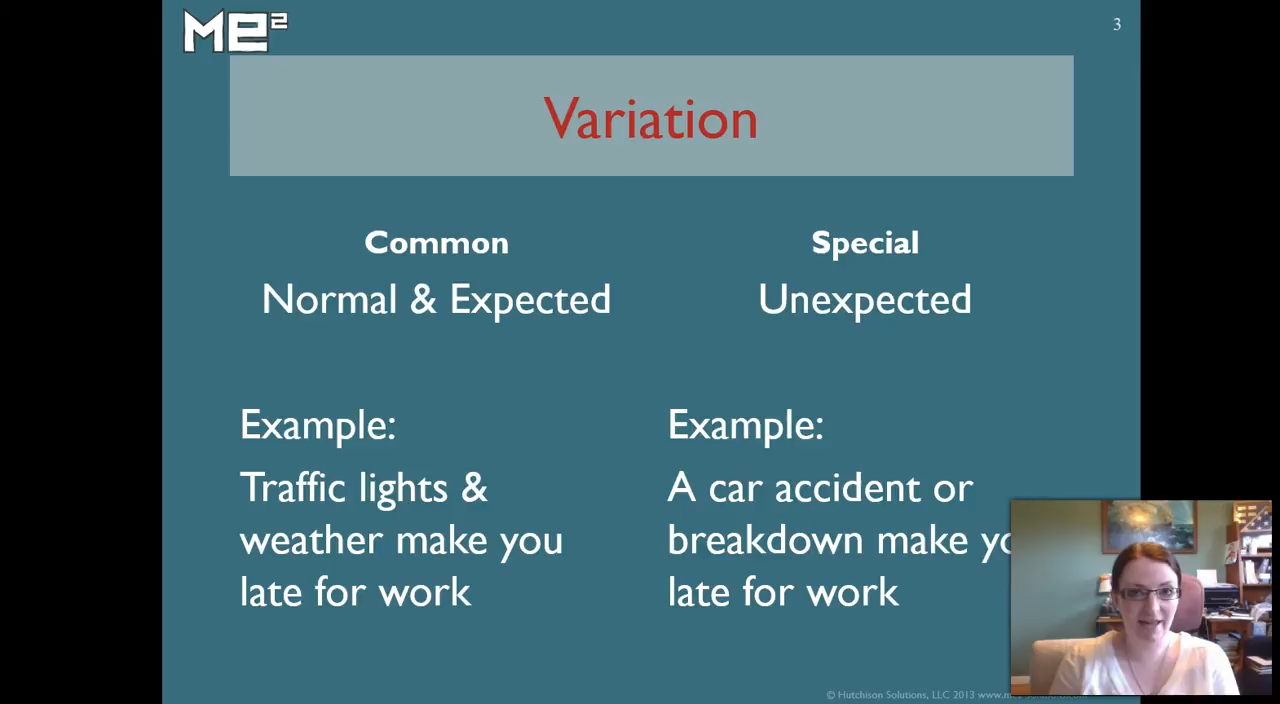 ME²
3
Variation
Common
Normal & Expected
Special
Unexpected
Example:
Traffic lights &
weather make you
late for work
Example:
A car accident or
breakdown make yo
late for work
© Hutchison Solutions, LLC 2013